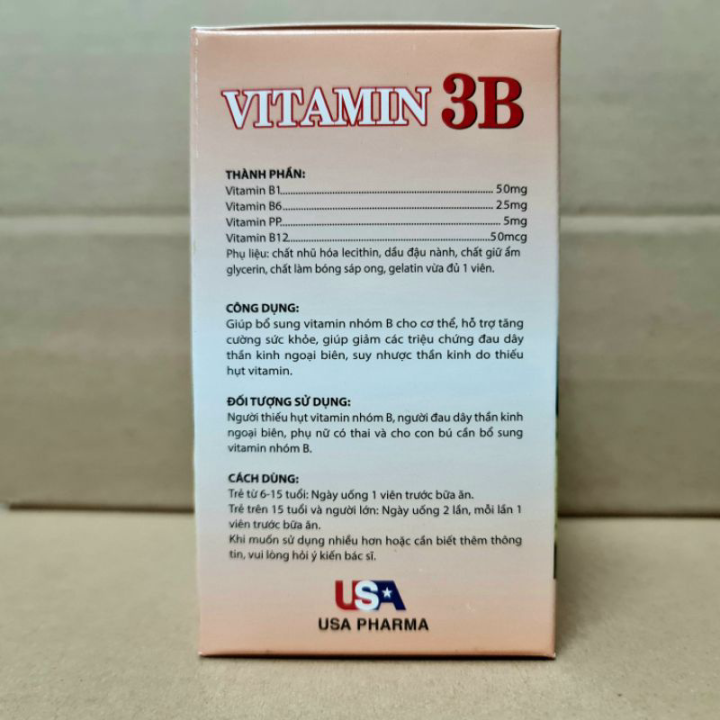 VITAMIN 3B
THÀNH PHẦN:
Vitamin B1........................................................ 50mg
Vitamin B6........................................................ 25mg
Vitamin PP........................................................ 5mg
Vitamin B12........................................................50mcg
Phụ liệu: chất nhũ hóa lecithin, dầu đậu nành, chất giữ ẩm
glycerin, chất làm bóng sáp ong, gelatin vừa đủ 1 viên.
CÔNG DỤNG:
Giúp bổ sung vitamin nhóm B cho cơ thể, hỗ trợ tăng
cường sức khỏe, giúp giảm các triệu chứng đau dây
thần kinh ngoại biên, suy nhược thần kinh do thiếu
hụt vitamin.
ĐỐI TƯỢNG SỬ DỤNG:
Người thiếu hụt vitamin nhóm B, người đau dây thần kinh
ngoại biên, phụ nữ có thai và cho con bú cần bổ sung
vitamin nhóm B.
CÁCH DÙNG:
Trẻ từ 6-15 tuổi: Ngày uống 1 viên trước bữa ăn.
Trẻ trên 15 tuổi và người lớn: Ngày uống 2 lần, mỗi lần 1
viên trước bữa ăn.
Khi muốn sử dụng nhiều hơn hoặc cần biết thêm thông
tin, vui lòng hỏi ý kiến bác sĩ.
USA
USA PHARMA